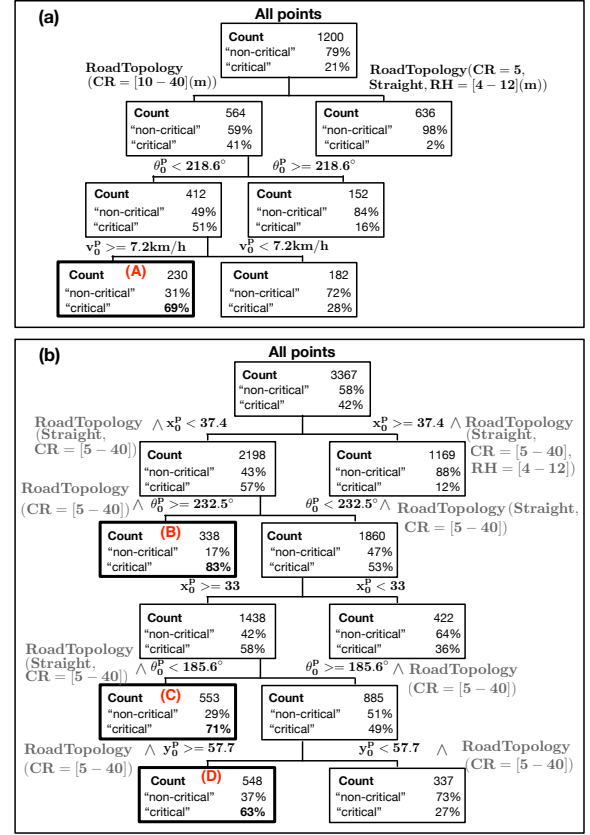 (a)
All points
Count 1200
"non-critical" 79%
"critical" 21%
RoadTopology
(CR = [10 − 40](m)
RoadTopology(CR = 5,
Straight, RH = [4 − 12](m))
Count 564
"non-critical" 59%
"critical" 41%
Count 636
"non-critical" 98%
"critical" 2%
θ₀ᴾ < 218.6° θ₀ᴾ >= 218.6°
Count 412
"non-critical" 49%
"critical" 51%
Count 152
"non-critical" 84%
"critical" 16%
v₀ᴾ >= 7.2km/h v₀ᴾ < 7.2km/h
Count (A) 230
"non-critical" 31%
"critical" 69%
Count 182
"non-critical" 72%
"critical" 28%
(b)
All points
Count 3367
"non-critical" 58%
"critical" 42%
RoadTopology ∧ x₀ᴾ < 37.4
(Straight,
CR = [5 − 40])
x₀ᴾ >= 37.4 ∧ RoadTopology
(Straight,
CR = [5 − 40],
RH = [4 − 12])
Count 2198
"non-critical" 43%
"critical" 57%
Count 1169
"non-critical" 88%
"critical" 12%
RoadTopology
(CR = [5 − 40]) ∧ θ₀ᴾ >= 232.5°
θ₀ᴾ < 232.5° ∧ RoadTopology(Straight,
CR = [5 − 40])
Count (B) 338
"non-critical" 17%
"critical" 83%
Count 1860
"non-critical" 47%
"critical" 53%
x₀ᴾ >= 33 x₀ᴾ < 33
Count 1438
"non-critical" 42%
"critical" 58%
Count 422
"non-critical" 64%
"critical" 36%
RoadTopology
(Straight,
CR = [5 − 40]) ∧ θ₀ᴾ < 185.6°
θ₀ᴾ >= 185.6° ∧ RoadTopology
(CR = [5 − 40])
Count (C) 553
"non-critical" 29%
"critical" 71%
Count 885
"non-critical" 51%
"critical" 49%
RoadTopology ∧ y₀ᴾ >= 57.7
(CR = [5 − 40])
y₀ᴾ < 57.7 ∧ RoadTopology
(CR = [5 − 40])
Count (D) 548
"non-critical" 37%
"critical" 63%
Count 337
"non-critical" 73%
"critical" 27%